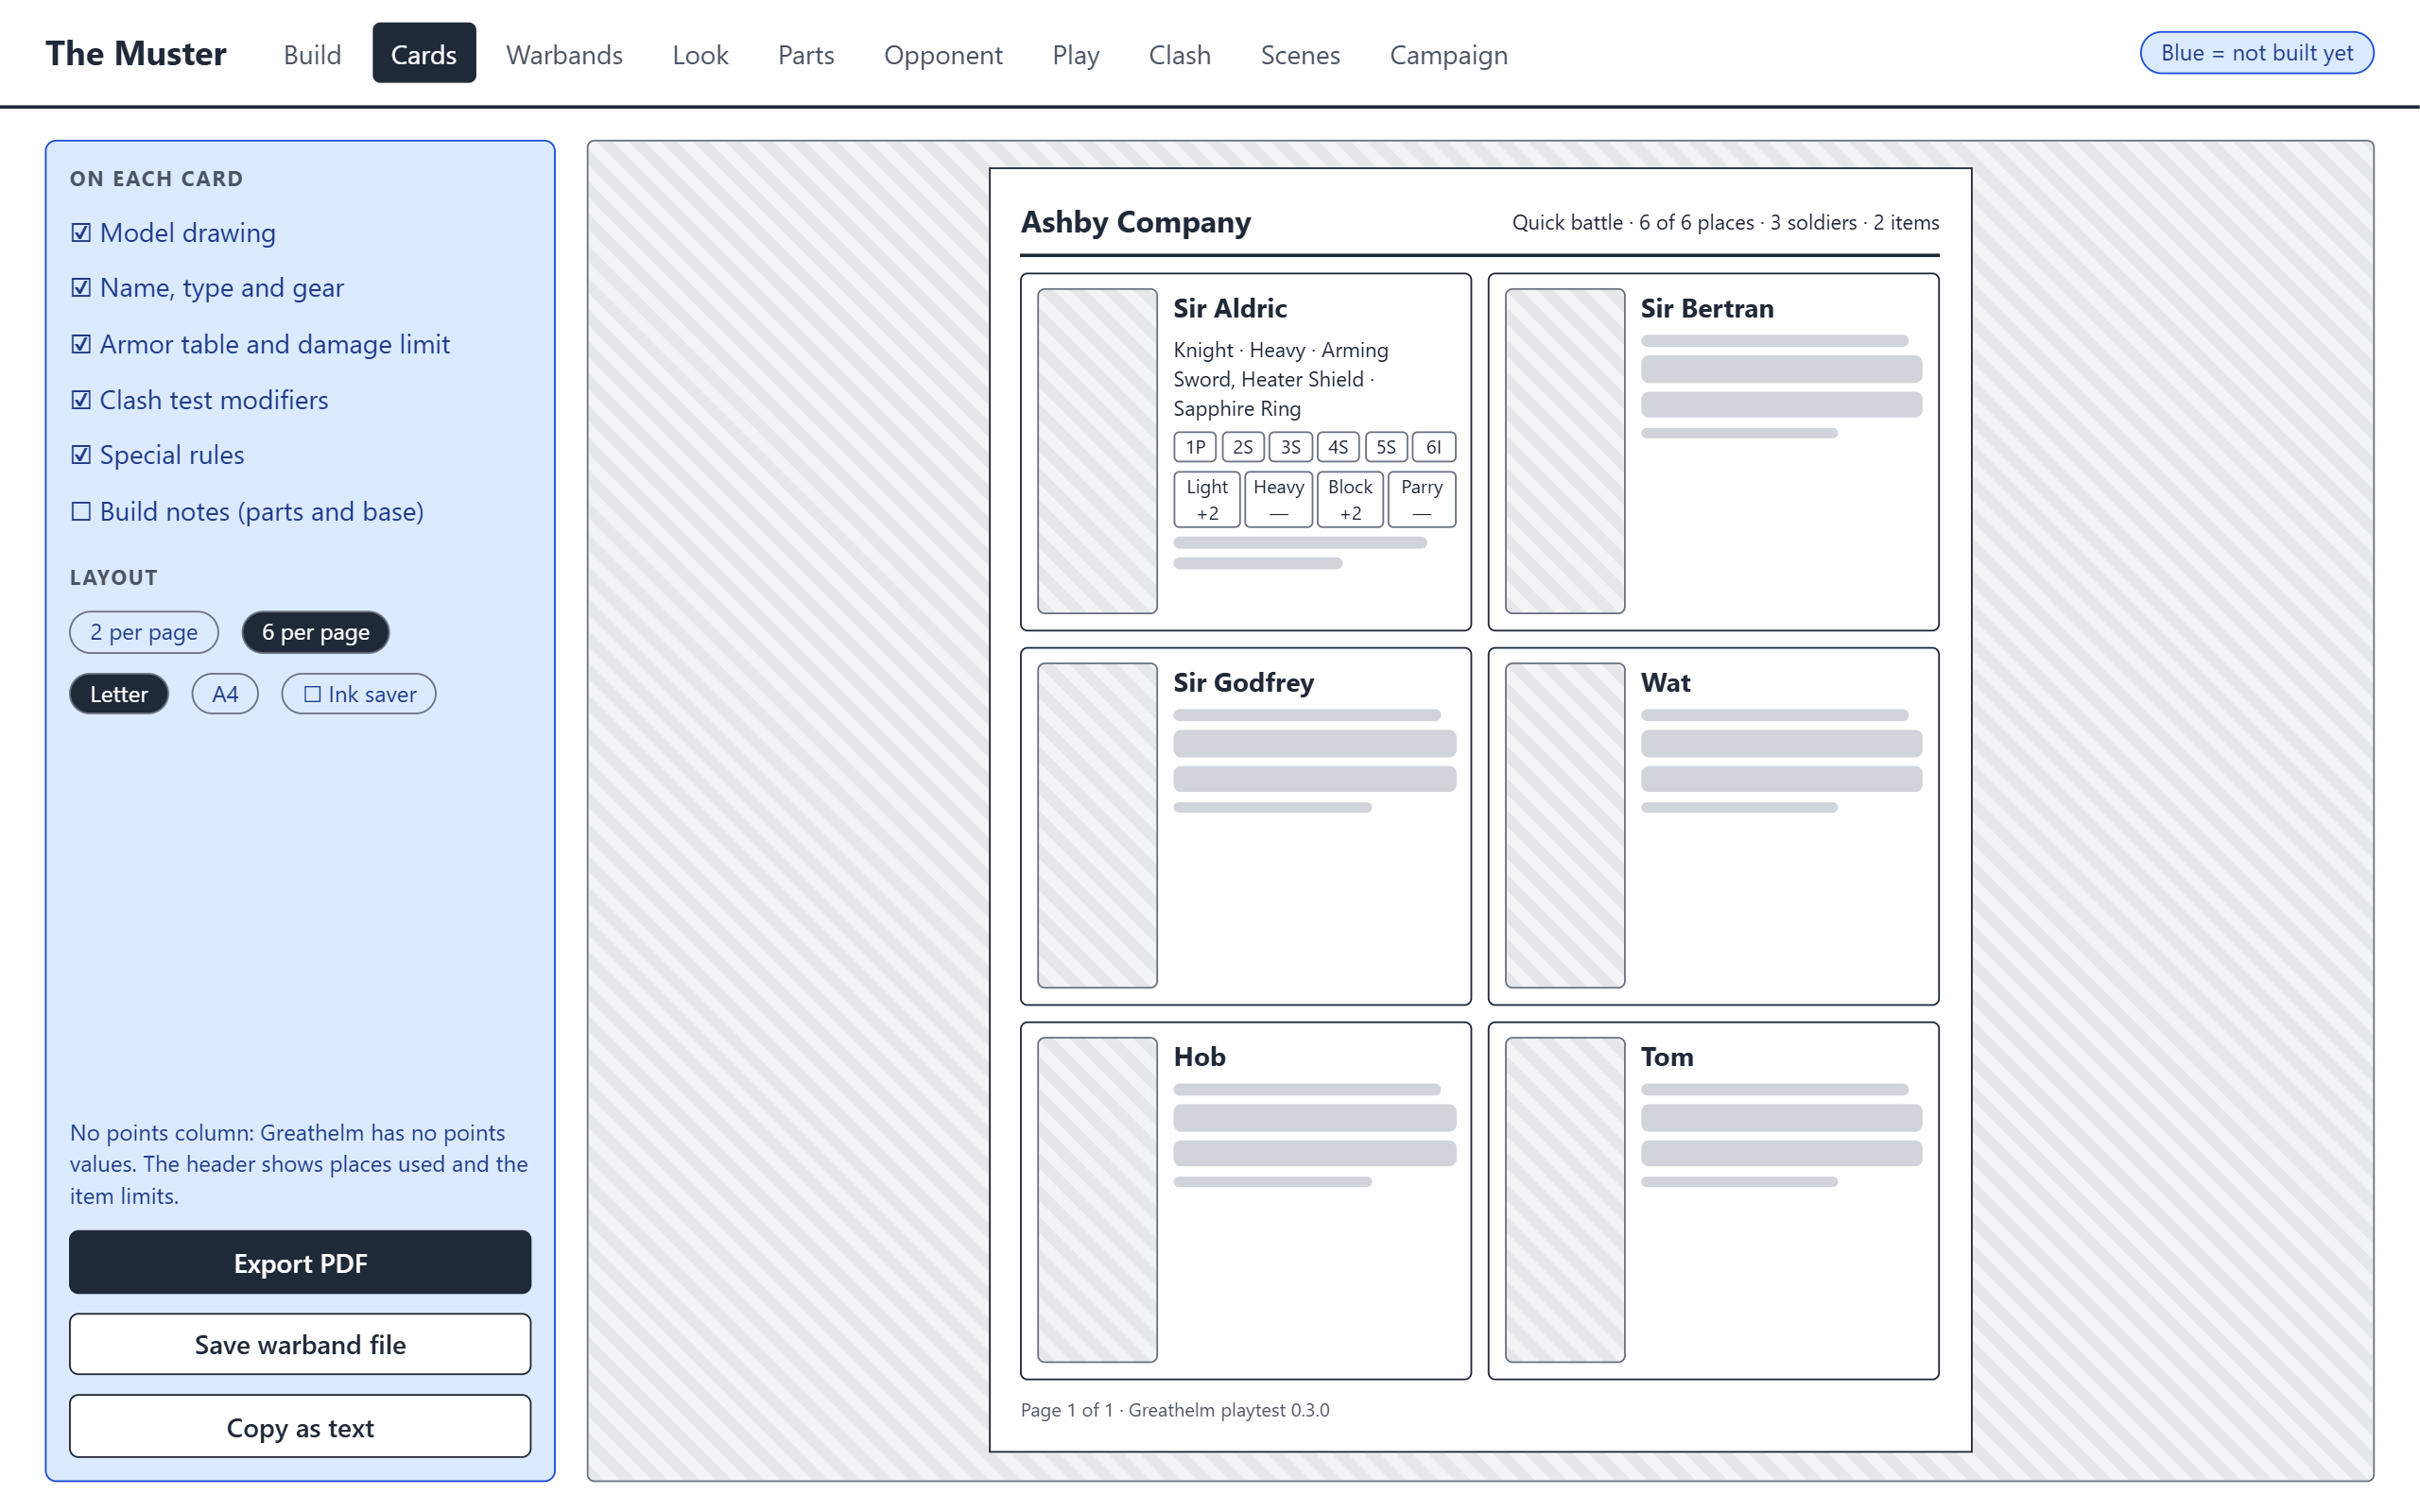 The Muster
Build
Cards
Warbands
Look
Parts
Opponent
Play
Clash
Scenes
Campaign
Blue = not built yet
ON EACH CARD
☑ Model drawing
☑ Name, type and gear
☑ Armor table and damage limit
☑ Clash test modifiers
☑ Special rules
☐ Build notes (parts and base)
LAYOUT
2 per page
6 per page
Letter
A4
☐ Ink saver
No points column: Greathelm has no points
values. The header shows places used and the
item limits.
Export PDF
Save warband file
Copy as text
Ashby Company
Quick battle · 6 of 6 places · 3 soldiers · 2 items
Sir Aldric
Knight · Heavy · Arming
Sword, Heater Shield ·
Sapphire Ring
1P
2S
3S
4S
5S
6I
Light
+2
Heavy
—
Block
+2
Parry
—
Sir Bertran
Sir Godfrey
Wat
Hob
Tom
Page 1 of 1 · Greathelm playtest 0.3.0